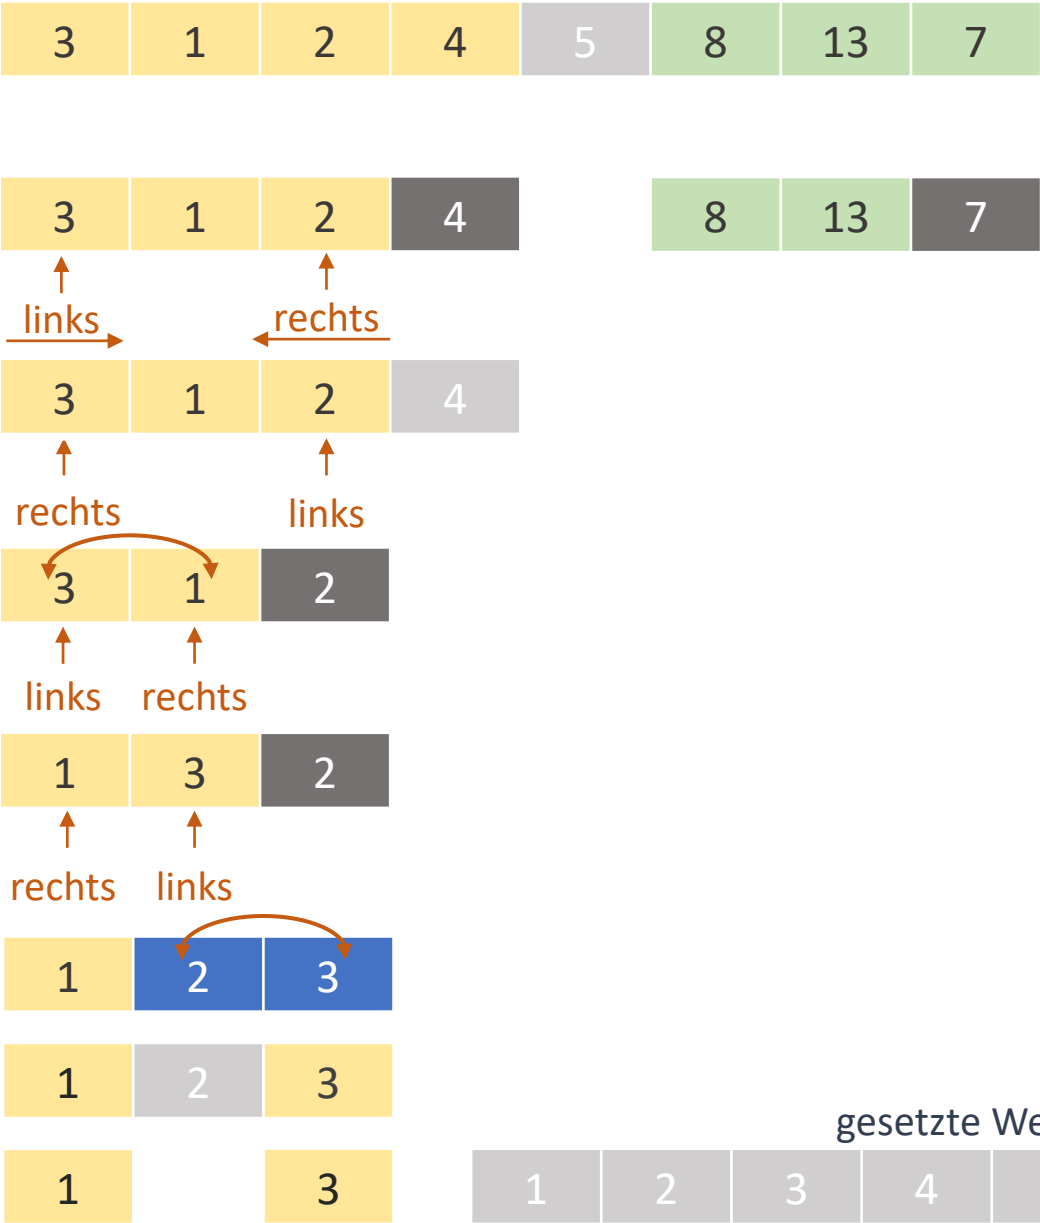 3 1 2 4 5 8 13 7
3 1 2 4 8 13 7
links rechts
3 1 2 4
rechts links
3 1 2
links rechts
1 3 2
rechts links
1 2 3
1 2 3
gesetzte We
1 3 1 2 3 4